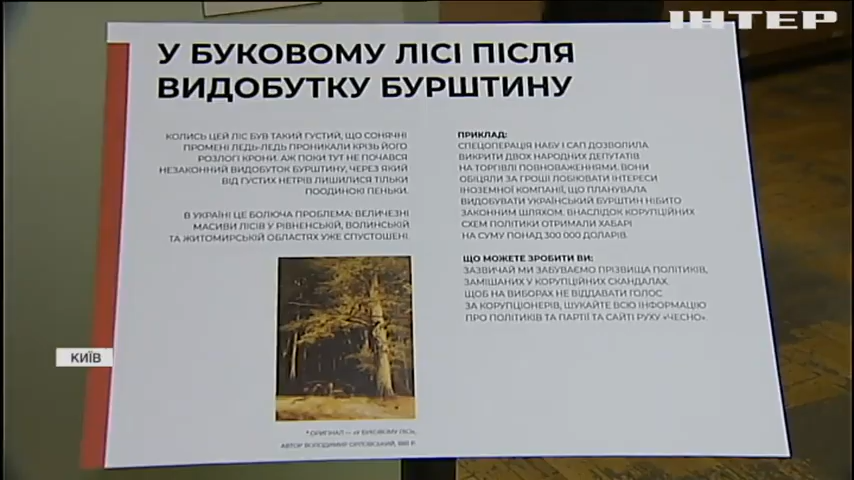 ІНТЕР
У БУКОВОМУ ЛІСІ ПІСЛЯ
ВИДОБУТКУ БУРШТИНУ
КОЛИСЬ ЦЕЙ ЛІС БУВ ТАКИЙ ГУСТИЙ, ЩО СОНЯЧНІ
ПРОМЕНІ ЛЕДЬ-ЛЕДЬ ПРОНИКАЛИ КРІЗЬ ЙОГО
РОЗЛОГІ КРОНИ. АЖ ПОКИ ТУТ НЕ ПОЧАВСЯ
НЕЗАКОННИЙ ВИДОБУТОК БУРШТИНУ, ЧЕРЕЗ ЯКИЙ
ВІД ГУСТИХ НЕТРІВ ЛИШИЛИСЯ ТІЛЬКИ
ПООДИНОКІ ПЕНЬКИ.
В УКРАЇНІ ЦЕ БОЛЮЧА ПРОБЛЕМА: ВЕЛИЧЕЗНІ
МАСИВИ ЛІСІВ У РІВНЕНСЬКІЙ, ВОЛИНСЬКІЙ
ТА ЖИТОМИРСЬКІЙ ОБЛАСТЯХ УЖЕ СПУСТОШЕНІ.
* ОРИГІНАЛ — «У БУКОВОМУ ЛІСІ»,
АВТОР ВОЛОДИМИР ОРЛОВСЬКИЙ,
ПРИКЛАД:
СПЕЦОПЕРАЦІЯ НАБУ І САП ДОЗВОЛИЛА
ВИКРИТИ ДВОХ НАРОДНИХ ДЕПУТАТІВ
НА ТОРГІВЛІ ПОВНОВАЖЕННЯМИ. ВОНИ
ОБІЦЯЛИ ЗА ГРОШІ ЛОБІЮВАТИ ІНТЕРЕСИ
ІНОЗЕМНОЇ КОМПАНІЇ, ЩО ПЛАНУВАЛА
ВИДОБУВАТИ УКРАЇНСЬКИЙ БУРШТИН НІБИТО
ЗАКОННИМ ШЛЯХОМ. ВНАСЛІДОК КОРУПЦІЙНИХ
СХЕМ ПОЛІТИКИ ОТРИМАЛИ ХАБАРІ
НА СУМУ ПОНАД 300 000 ДОЛАРІВ.
ЩО МОЖЕТЕ ЗРОБИТИ ВИ:
ЗАЗВИЧАЙ МИ ЗАБУВАЄМО ПРІЗВИЩА ПОЛІТИКІВ,
ЗАМІШАНИХ У КОРУПЦІЙНИХ СКАНДАЛАХ.
ЩОБ НА ВИБОРАХ НЕ ВІДДАВАТИ ГОЛОС
ЗА КОРУПЦІОНЕРІВ, ШУКАЙТЕ ВСЮ ІНФОРМАЦІЮ
ПРО ПОЛІТИКІВ ТА ПАРТІЇ ТА САЙТІ РУХУ «ЧЕСНО».
КИЇВ